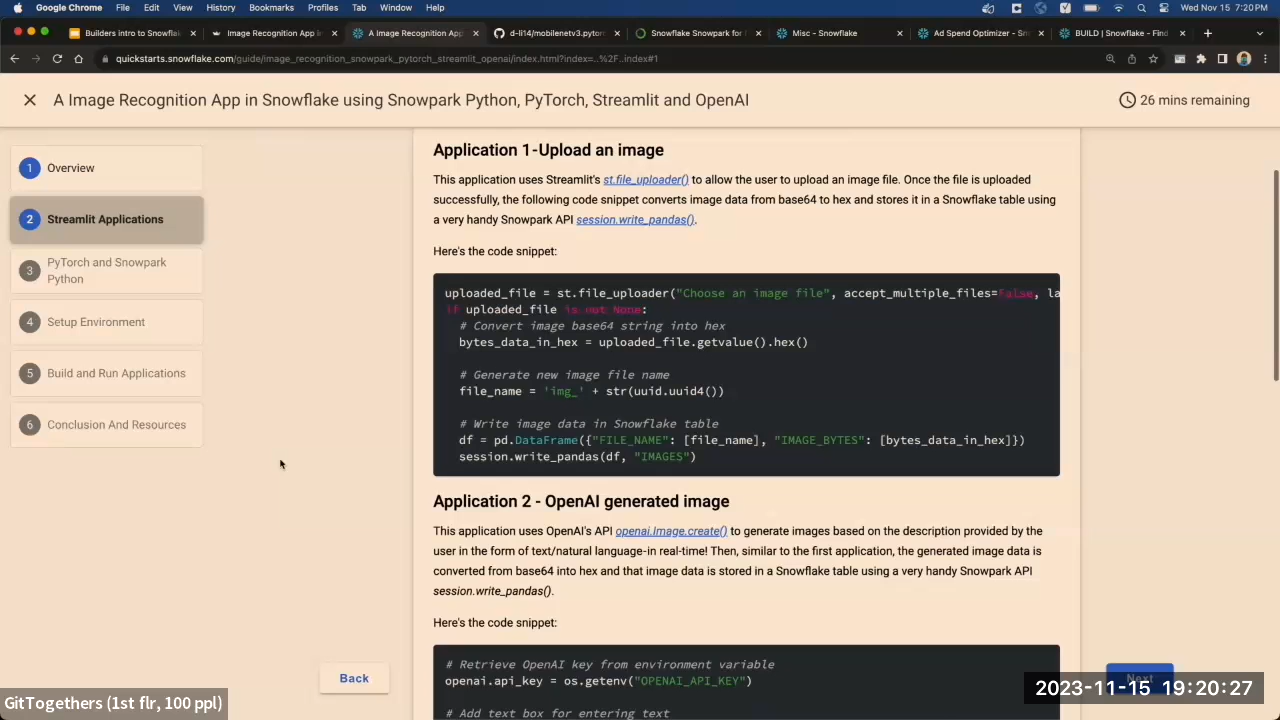 Google Chrome File Edit View History Bookmarks Profiles Tab Window Help Wed Nov 15 7:20 PM
Builders intro to Snowflak Image Recognition App in A Image Recognition App d-li14/mobilenetv3.pytor Snowflake Snowpark for Misc - Snowflake Ad Spend Optimizer - Sn BUILD | Snowflake - Find
quickstarts.snowflake.com/guide/image_recognition_snowpark_pytorch_streamlit_openai/index.html?index=..%2F..index#1
A Image Recognition App in Snowflake using Snowpark Python, PyTorch, Streamlit and OpenAI
26 mins remaining
1 Overview
2 Streamlit Applications
3 PyTorch and Snowpark
Python
4 Setup Environment
5 Build and Run Applications
6 Conclusion And Resources
Application 1-Upload an image
This application uses Streamlit's st.file_uploader() to allow the user to upload an image file. Once the file is uploaded
successfully, the following code snippet converts image data from base64 to hex and stores it in a Snowflake table using
a very handy Snowpark API session.write_pandas().
Here's the code snippet:
uploaded_file = st.file_uploader("Choose an image file", accept_multiple_files=False, la
if uploaded_file is not None:
# Convert image base64 string into hex
bytes_data_in_hex = uploaded_file.getvalue().hex()
# Generate new image file name
file_name = 'img_' + str(uuid.uuid4())
# Write image data in Snowflake table
df = pd.DataFrame({"FILE_NAME": [file_name], "IMAGE_BYTES": [bytes_data_in_hex]})
session.write_pandas(df, "IMAGES")
Application 2 - OpenAI generated image
This application uses OpenAI's API openai.Image.create() to generate images based on the description provided by the
user in the form of text/natural language-in real-time! Then, similar to the first application, the generated image data is
converted from base64 into hex and that image data is stored in a Snowflake table using a very handy Snowpark API
session.write_pandas().
Here's the code snippet:
# Retrieve OpenAI key from environment variable
openai.api_key = os.getenv("OPENAI_API_KEY")
# Add text box for entering text
Back
Next
GitTogethers (1st flr, 100 ppl)
2023-11-15 19:20:27